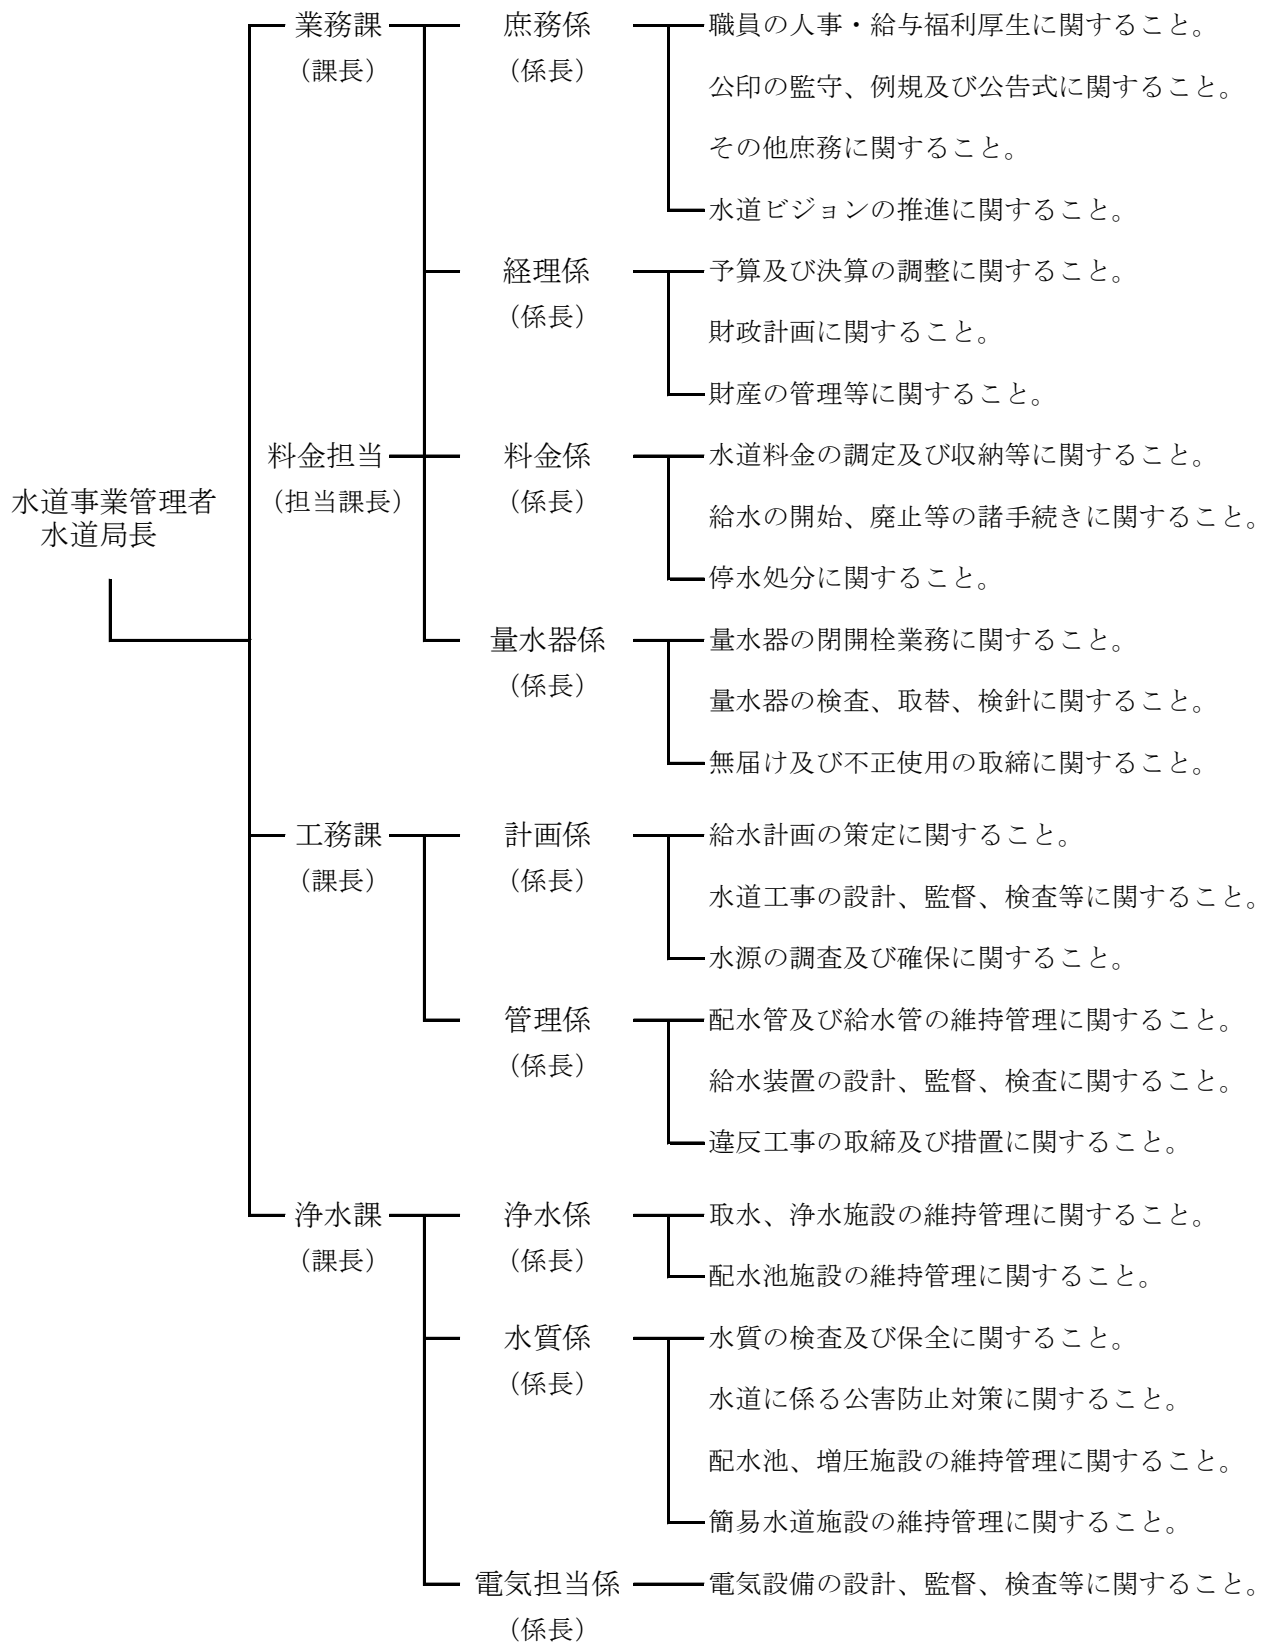 業務課 庶務係 職員の人事・給与福利厚生に関すること。
（課長） （係長）
公印の監守、例規及び公告式に関すること。
その他庶務に関すること。
水道ビジョンの推進に関すること。
経理係 予算及び決算の調整に関すること。
（係長）
財政計画に関すること。
財産の管理等に関すること。
料金担当 料金係 水道料金の調定及び収納等に関すること。
水道事業管理者 （担当課長） （係長）
給水の開始、廃止等の諸手続きに関すること。
水道局長
停水処分に関すること。
量水器係 量水器の閉開栓業務に関すること。
（係長）
量水器の検査、取替、検針に関すること。
無届け及び不正使用の取締に関すること。
工務課 計画係 給水計画の策定に関すること。
（課長） （係長）
水道工事の設計、監督、検査等に関すること。
水源の調査及び確保に関すること。
管理係 配水管及び給水管の維持管理に関すること。
（係長）
給水装置の設計、監督、検査に関すること。
違反工事の取締及び措置に関すること。
浄水課 浄水係 取水、浄水施設の維持管理に関すること。
（課長） （係長）
配水池施設の維持管理に関すること。
水質係 水質の検査及び保全に関すること。
（係長）
水道に係る公害防止対策に関すること。
配水池、増圧施設の維持管理に関すること。
簡易水道施設の維持管理に関すること。
電気担当係 電気設備の設計、監督、検査等に関すること。
（係長）